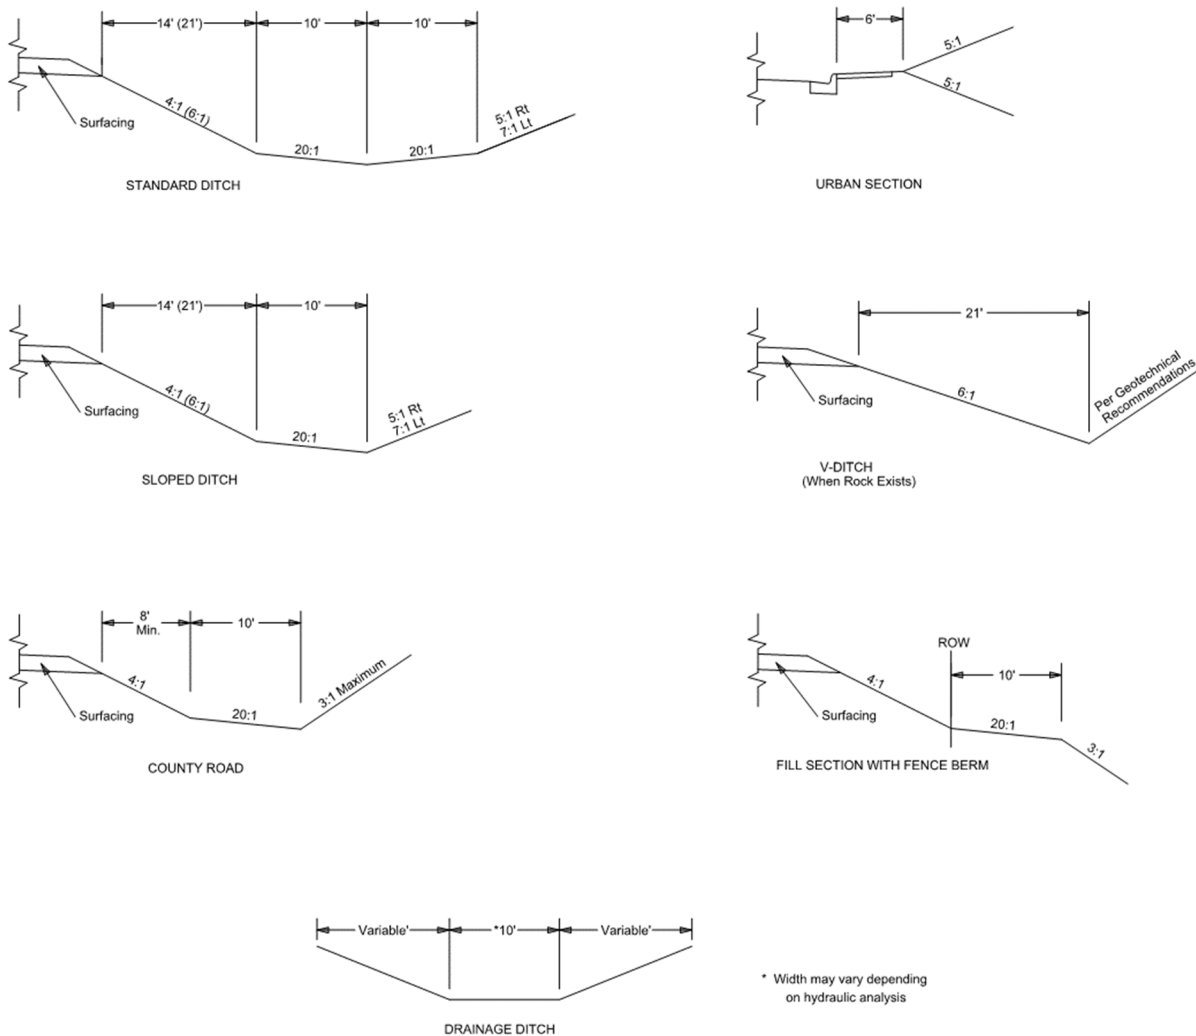 14' (21')
10'
10'
4:1 (6:1)
20:1
20:1
5:1 Rt
7:1 Lt
Surfacing
STANDARD DITCH
6'
5:1
5:1
URBAN SECTION
14' (21')
10'
4:1 (6:1)
20:1
5:1 Rt
7:1 Lt
Surfacing
SLOPED DITCH
21'
6:1
Per Geotechnical
Recommendations
Surfacing
V-DITCH
(When Rock Exists)
8'
Min.
10'
4:1
20:1
3:1 Maximum
Surfacing
COUNTY ROAD
ROW
10'
4:1
20:1
3:1
Surfacing
FILL SECTION WITH FENCE BERM
Variable'
*10'
Variable'
DRAINAGE DITCH
* Width may vary depending
on hydraulic analysis